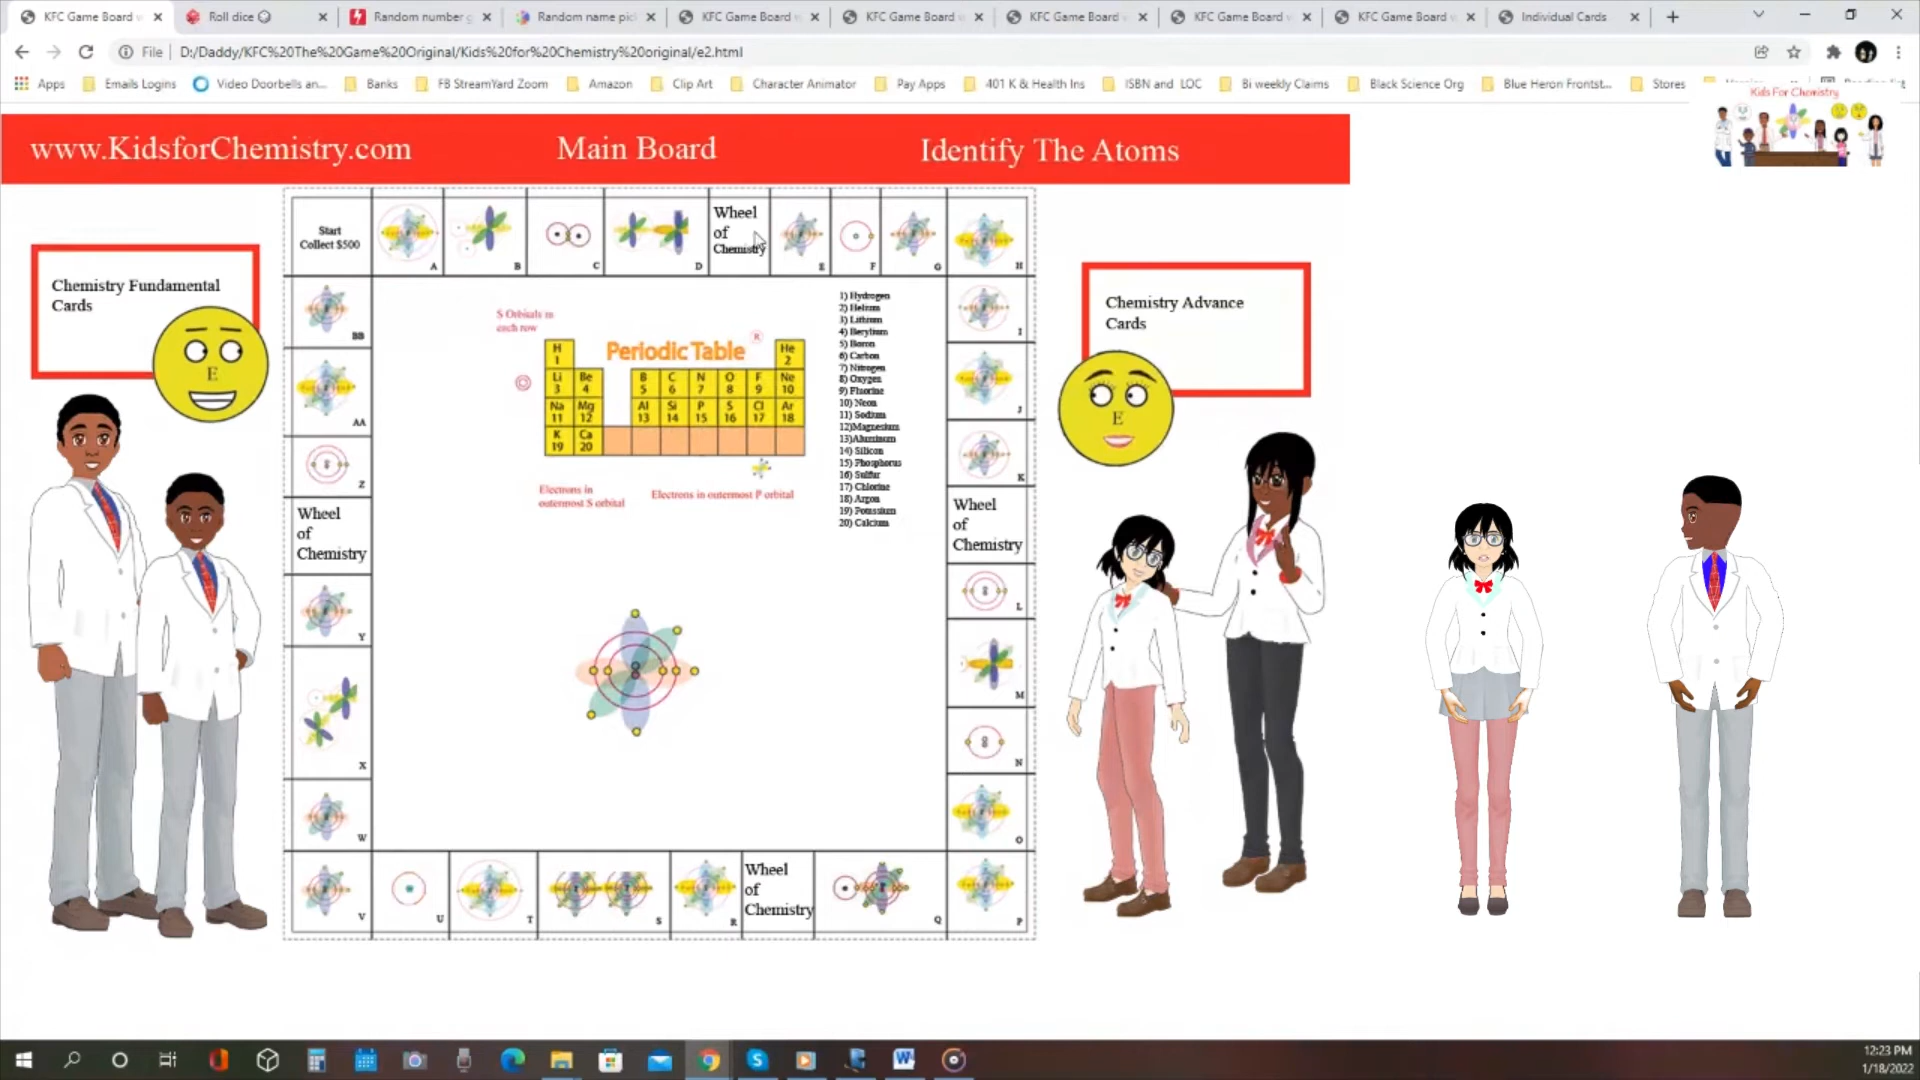 KFC Game Board
Roll dice
Random number
Random name pic
KFC Game Board
KFC Game Board
KFC Game Board
KFC Game Board
KFC Game Board
Individual Cards
File D:/Daddy/KFC%20The%20Game%20Original/Kids%20for%20Chemistry%20original/e2.html
Apps
Emails Logins
Video Doorbells an...
Banks
FB StreamYard Zoom
Amazon
Clip Art
Character Animator
Pay Apps
401 K & Health Ins
ISBN and LOC
Bi weekly Claims
Black Science Org
Blue Heron Frontst...
Stores
Kids For Chemistry
www.KidsforChemistry.com
Main Board
Identify The Atoms
Start
Collect $500
A
B
C
D
Wheel
of
Chemistry
E
F
G
H
Chemistry Fundamental
Cards
E
Chemistry Advance
Cards
E
BB
AA
Z
Wheel
of
Chemistry
Y
X
W
V
S Orbitals in
each row
Periodic Table ®
H
1
He
2
Li
3
Be
4
B
5
C
6
N
7
O
8
F
9
Ne
10
Na
11
Mg
12
Al
13
Si
14
P
15
S
16
Cl
17
Ar
18
K
19
Ca
20
Electrons in
outermost S orbital
Electrons in outermost P orbital
1) Hydrogen
2) Helium
3) Lithium
4) Berylium
5) Boron
6) Carbon
7) Nitrogen
8) Oxygen
9) Fluorine
10) Neon
11) Sodium
12)Magnesium
13)Aluminum
14) Silicon
15) Phosphorus
16) Sulfur
17) Chlorine
18) Argon
19) Potassium
20) Calcium
I
J
K
Wheel
of
Chemistry
L
M
N
O
P
U
T
S
R
Wheel
of
Chemistry
Q
12:23 PM
1/18/2022